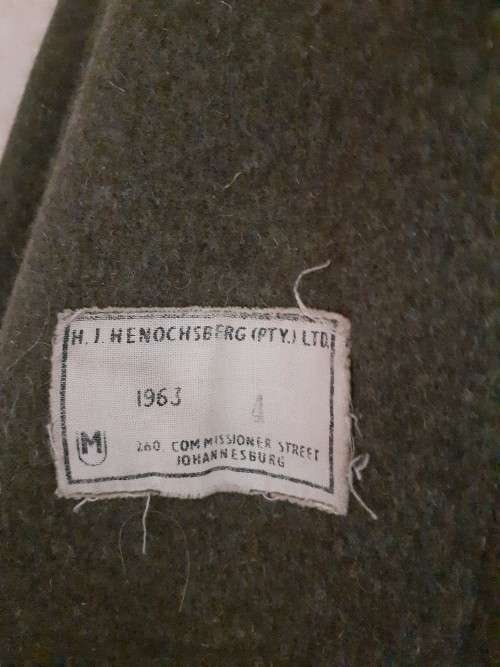 H. J. HENOCHSBERG (PTY.) LTD.
1963 4
M 260 COMMISSIONER STREET
JOHANNESBURG